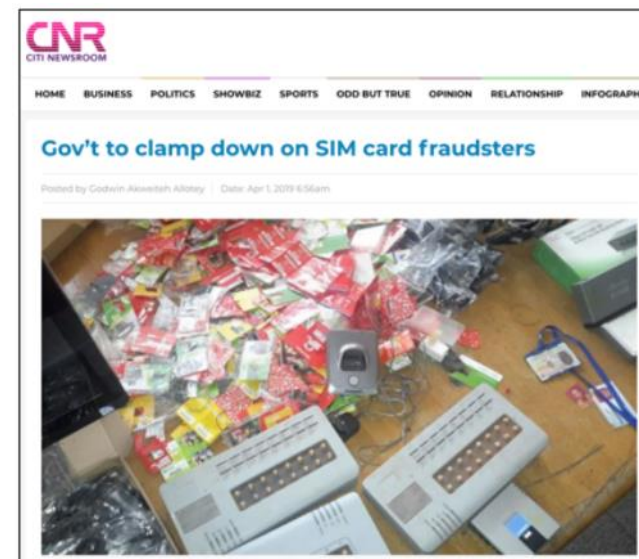 CNR
CITI NEWSROOM
HOME BUSINESS POLITICS SHOWBIZ SPORTS ODD BUT TRUE OPINION RELATIONSHIP INFOGRAPH
Gov't to clamp down on SIM card fraudsters
Posted by Godwin Akweiteh Allotey | Date: Apr 1, 2019 6:56am